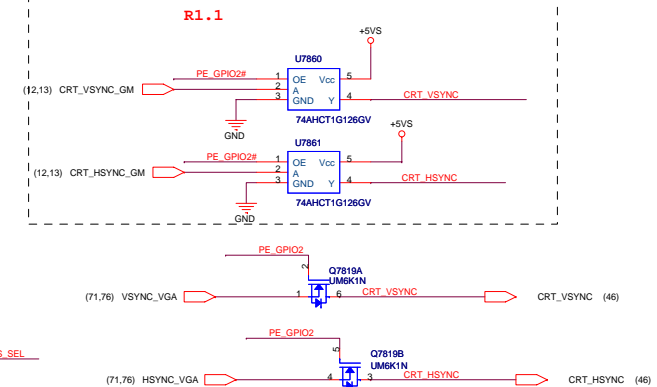 R1.1
+5VS
U7860
PE_GPIO2#
1 OE Vcc 5
(12,13) CRT_VSYNC_GM
2 A
3 GND Y 4
CRT_VSYNC
74AHCT1G126GV
GND
+5VS
U7861
PE_GPIO2#
1 OE Vcc 5
(12,13) CRT_HSYNC_GM
2 A
3 GND Y 4
CRT_HSYNC
74AHCT1G126GV
GND
PE_GPIO2
2
Q7819A
UM6K1N
(71,76) VSYNC_VGA
1
6
CRT_VSYNC
CRT_VSYNC (46)
PE_GPIO2
5
Q7819B
UM6K1N
S_SEL
(71,76) HSYNC_VGA
4
3
CRT_HSYNC
CRT_HSYNC (46)